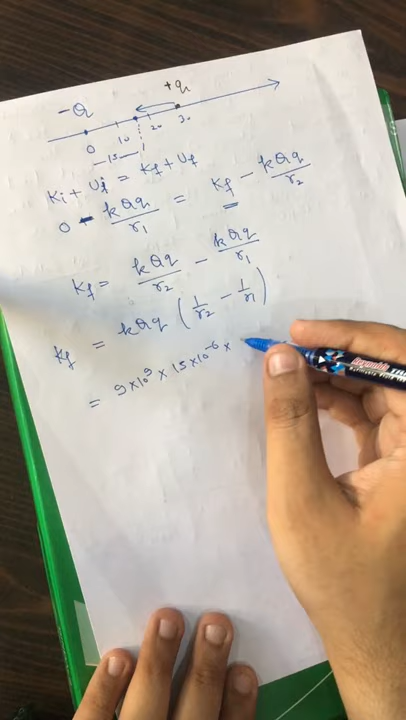 -Q +q
0 10 20 30
15
Ki + Ui = Kf + Uf
0 - kQq/r1 = Kf - kQq/r2
Kf = kQq/r2 - kQq/r1
Kf = kQq (1/r2 - 1/r1)
= 9×10^9 × 15×10^-6 ×
Reynolds